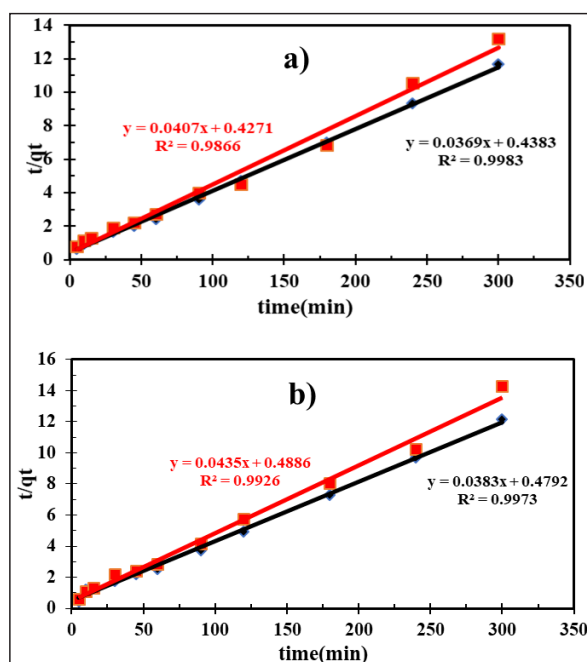 a)
t/qt
14
12
10
8
6
4
2
0
y = 0.0407x + 0.4271
R² = 0.9866
y = 0.0369x + 0.4383
R² = 0.9983
0 50 100 150 200 250 300 350
time(min)
b)
t/qt
16
14
12
10
8
6
4
2
0
y = 0.0435x + 0.4886
R² = 0.9926
y = 0.0383x + 0.4792
R² = 0.9973
0 50 100 150 200 250 300 350
time(min)